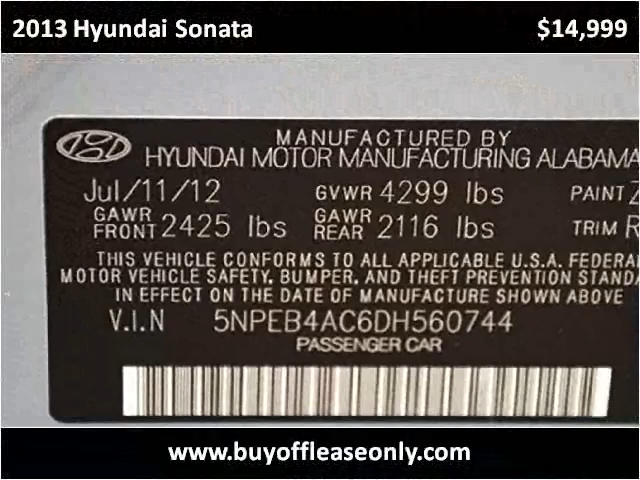 2013 Hyundai Sonata $14,999
MANUFACTURED BY
HYUNDAI MOTOR MANUFACTURING ALABAMA
Jul/11/12 GVWR 4299 lbs PAINT
GAWR FRONT 2425 lbs GAWR REAR 2116 lbs TRIM R
THIS VEHICLE CONFORMS TO ALL APPLICABLE U.S.A. FEDERA
MOTOR VEHICLE SAFETY, BUMPER, AND THEFT PREVENTION STANDA
IN EFFECT ON THE DATE OF MANUFACTURE SHOWN ABOVE
V.I.N 5NPEB4AC6DH560744
PASSENGER CAR
www.buyoffleaseonly.com